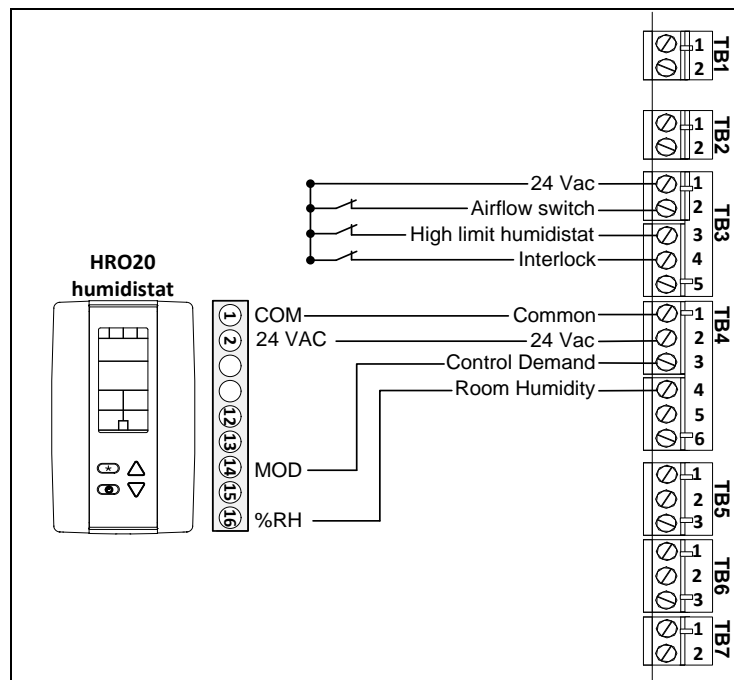 HRO20
humidistat
1 COM
2 24 VAC
12
13
14 MOD
15
16 %RH
24 Vac
Airflow switch
High limit humidistat
Interlock
Common
24 Vac
Control Demand
Room Humidity
TB1
1
2
TB2
1
2
TB3
1
2
3
4
5
TB4
1
2
3
4
5
6
TB5
1
2
3
TB6
1
2
3
TB7
1
2